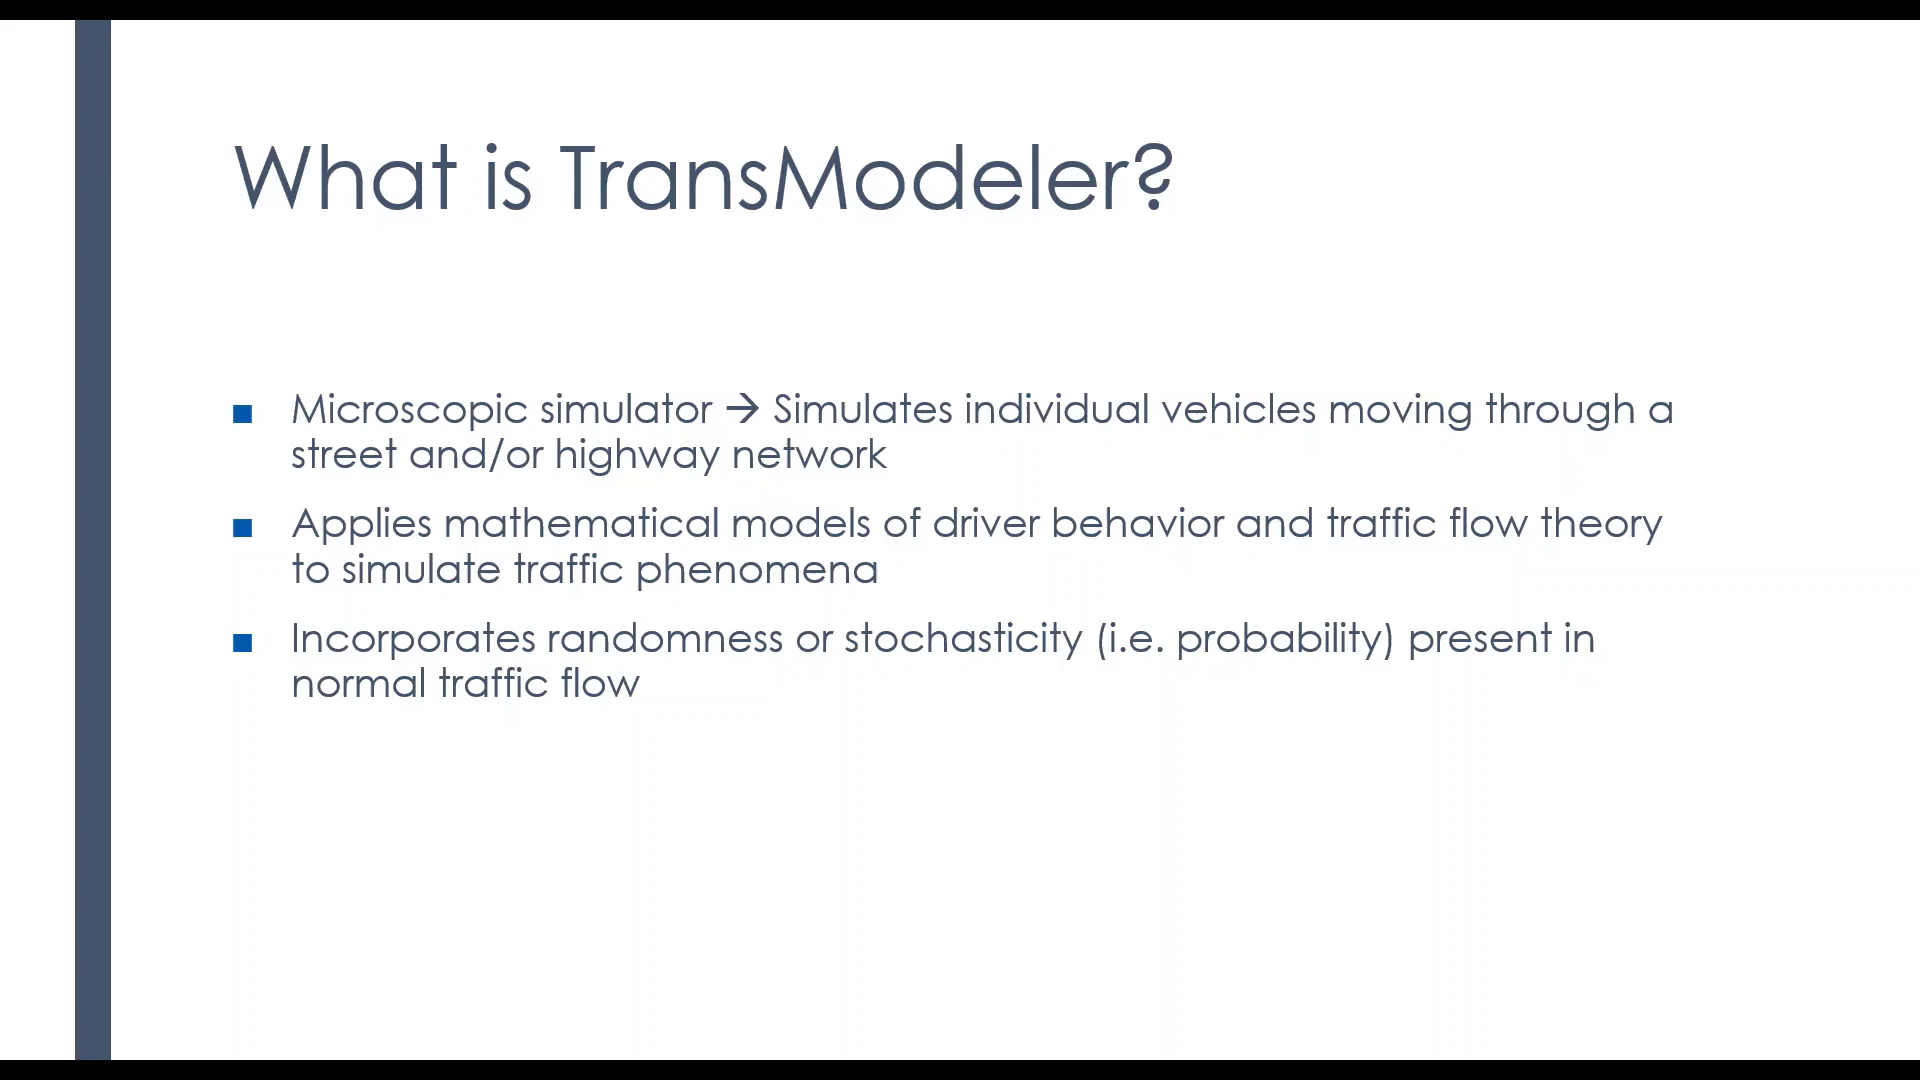 What is TransModeler?
■ Microscopic simulator → Simulates individual vehicles moving through a
street and/or highway network
■ Applies mathematical models of driver behavior and traffic flow theory
to simulate traffic phenomena
■ Incorporates randomness or stochasticity (i.e. probability) present in
normal traffic flow